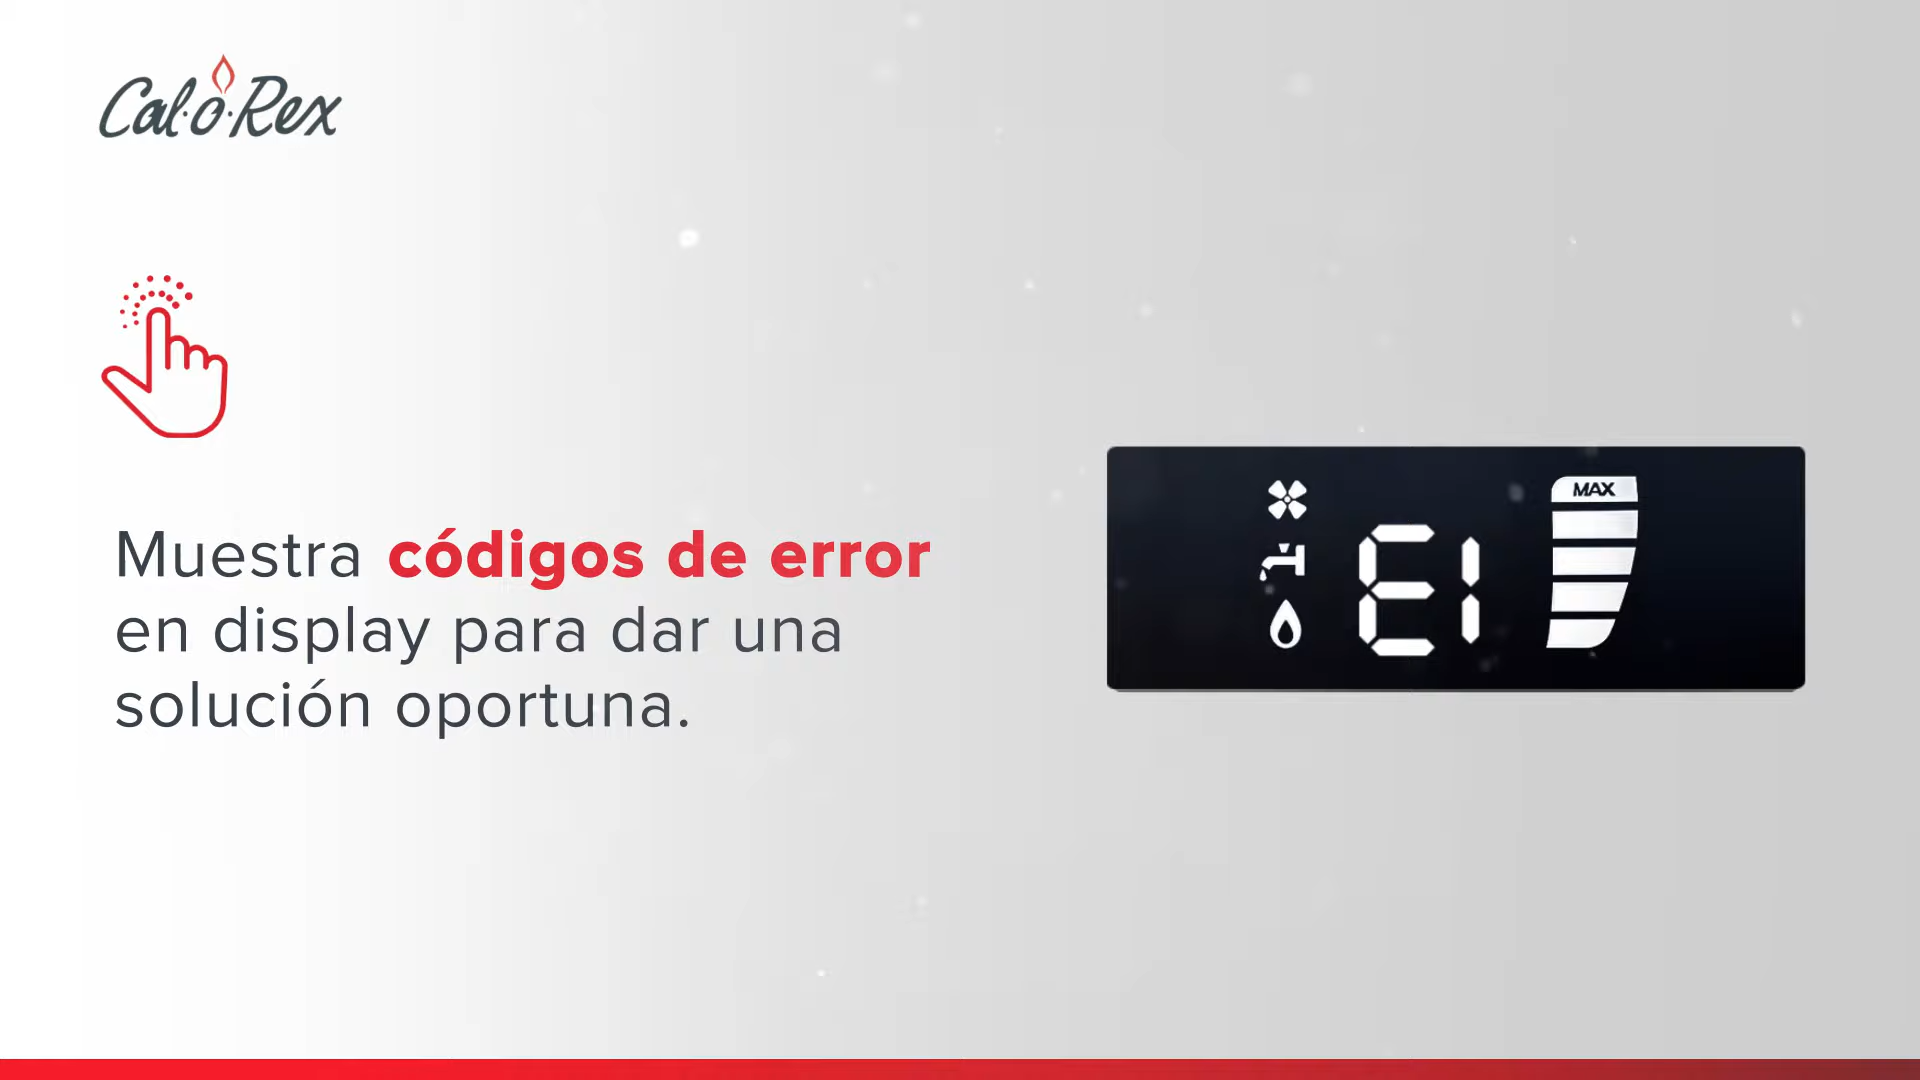 Cal·o·Rex
Muestra códigos de error
en display para dar una
solución oportuna.
MAX
E1